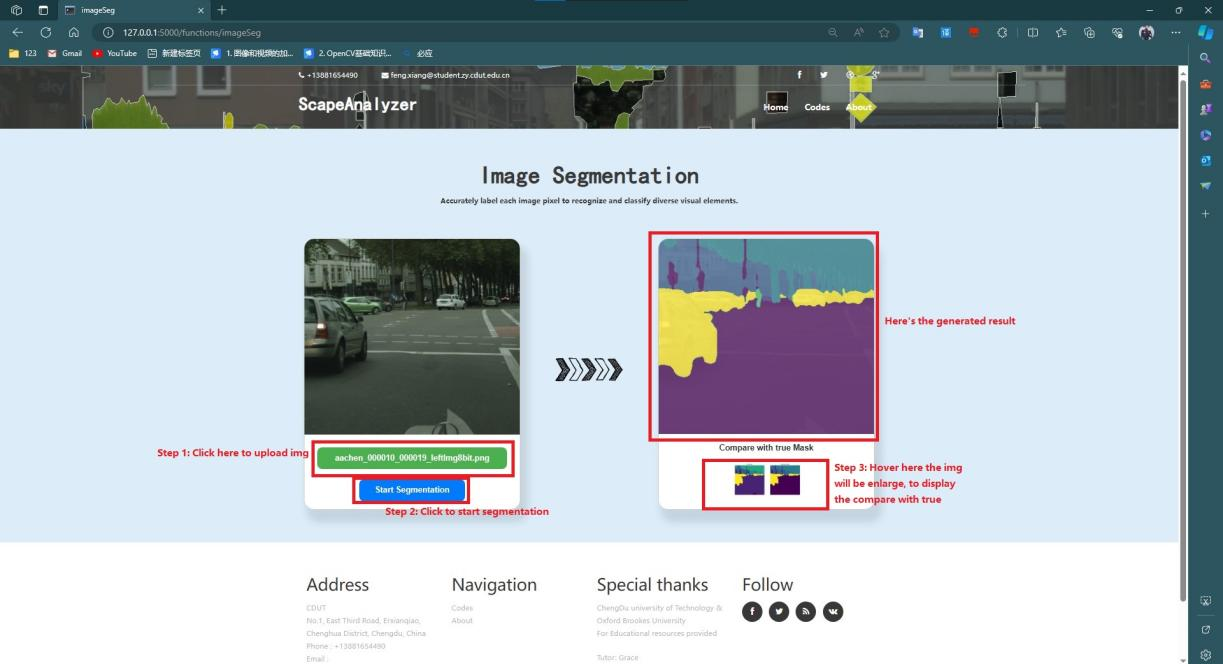 imageSeg
127.0.0.1:5000/functions/imageSeg
123
Gmail
YouTube
新建标签页
1.图像和视频的加...
2. OpenCV基础知识...
必应
+13881654490
feng.xiang@student.zy.cdut.edu.cn
ScapeAnalyzer
Home
Codes
About
Image Segmentation
Accurately label each image pixel to recognize and classify diverse visual elements.
Here's the generated result
Compare with true Mask
Step 1: Click here to upload img
aachen_000010_000019_leftImg8bit.png
Start Segmentation
Step 2: Click to start segmentation
Step 3: Hover here the img
will be enlarge, to display
the compare with true
Address
CDUT
No.1, East Third Road, Erxianqiao,
Chenghua District, Chengdu, China
Phone : +13881654490
Email :
Navigation
Codes
About
Special thanks
ChengDu university of Technology &
Oxford Brookes University
For Educational resources provided
Tutor: Grace
Follow